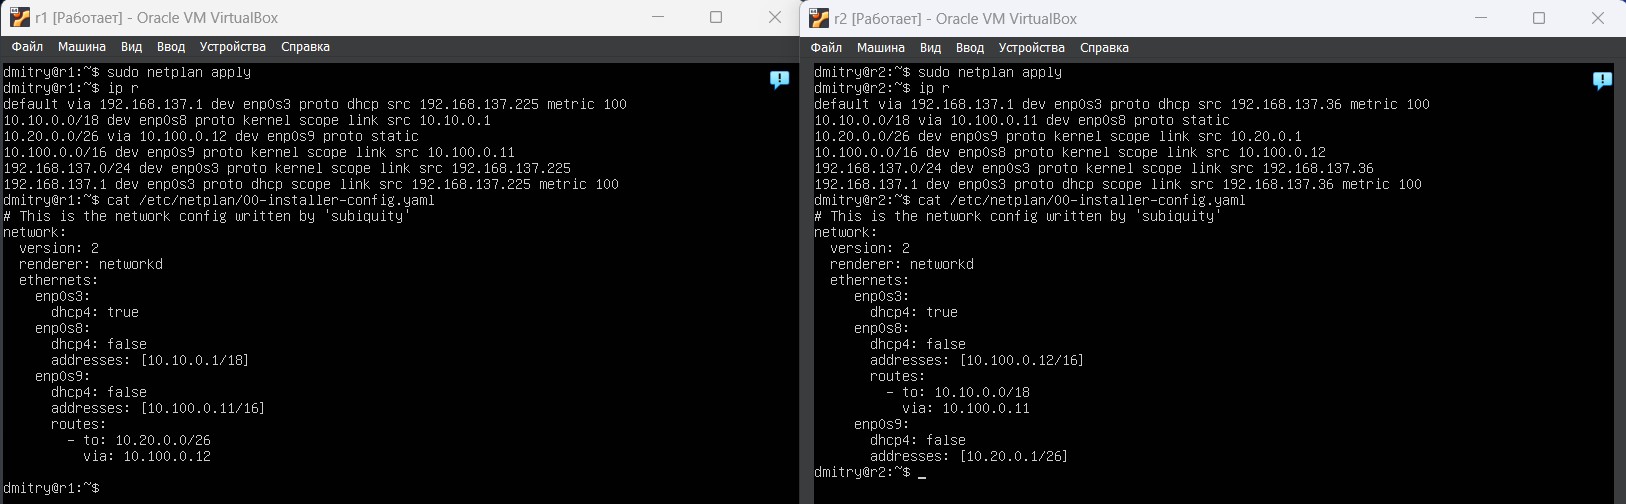 r1 [Работает] - Oracle VM VirtualBox
Файл Машина Вид Ввод Устройства Справка
dmitry@r1:~$ sudo netplan apply
dmitry@r1:~$ ip r
default via 192.168.137.1 dev enp0s3 proto dhcp src 192.168.137.225 metric 100
10.10.0.0/18 dev enp0s8 proto kernel scope link src 10.10.0.1
10.20.0.0/26 via 10.100.0.12 dev enp0s9 proto static
10.100.0.0/16 dev enp0s9 proto kernel scope link src 10.100.0.11
192.168.137.0/24 dev enp0s3 proto kernel scope link src 192.168.137.225
192.168.137.1 dev enp0s3 proto dhcp scope link src 192.168.137.225 metric 100
dmitry@r1:~$ cat /etc/netplan/00-installer-config.yaml
# This is the network config written by 'subiquity'
network:
  version: 2
  renderer: networkd
  ethernets:
    enp0s3:
      dhcp4: true
    enp0s8:
      dhcp4: false
      addresses: [10.10.0.1/18]
    enp0s9:
      dhcp4: false
      addresses: [10.100.0.11/16]
      routes:
        - to: 10.20.0.0/26
          via: 10.100.0.12
dmitry@r1:~$
r2 [Работает] - Oracle VM VirtualBox
Файл Машина Вид Ввод Устройства Справка
dmitry@r2:~$ sudo netplan apply
dmitry@r2:~$ ip r
default via 192.168.137.1 dev enp0s3 proto dhcp src 192.168.137.36 metric 100
10.10.0.0/18 via 10.100.0.11 dev enp0s8 proto static
10.20.0.0/26 dev enp0s9 proto kernel scope link src 10.20.0.1
10.100.0.0/16 dev enp0s8 proto kernel scope link src 10.100.0.12
192.168.137.0/24 dev enp0s3 proto kernel scope link src 192.168.137.36
192.168.137.1 dev enp0s3 proto dhcp scope link src 192.168.137.36 metric 100
dmitry@r2:~$ cat /etc/netplan/00-installer-config.yaml
# This is the network config written by 'subiquity'
network:
  version: 2
  renderer: networkd
  ethernets:
     enp0s3:
       dhcp4: true
     enp0s8:
       dhcp4: false
       addresses: [10.100.0.12/16]
       routes:
         - to: 10.10.0.0/18
           via: 10.100.0.11
     enp0s9:
       dhcp4: false
       addresses: [10.20.0.1/26]
dmitry@r2:~$ _